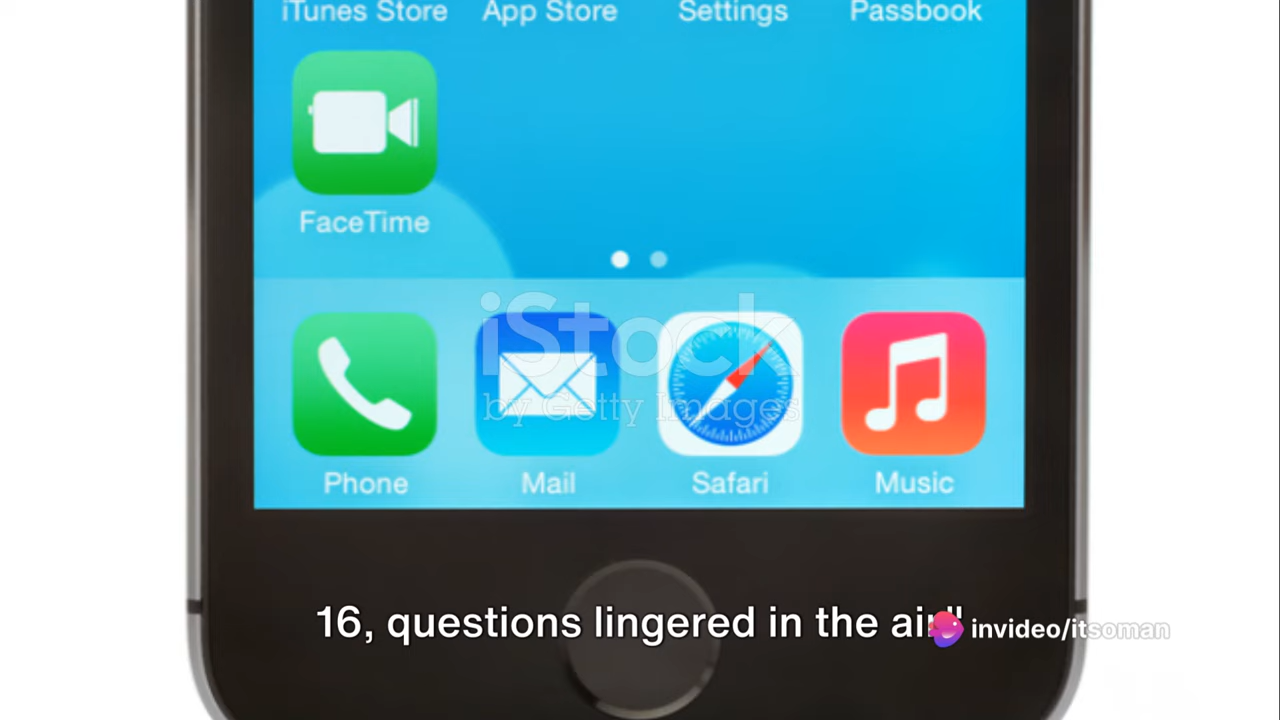 iTunes Store App Store Settings Passbook
FaceTime
iStock
by Getty Images
Phone Mail Safari Music
16, questions lingered in the air"
invideo/itsoman